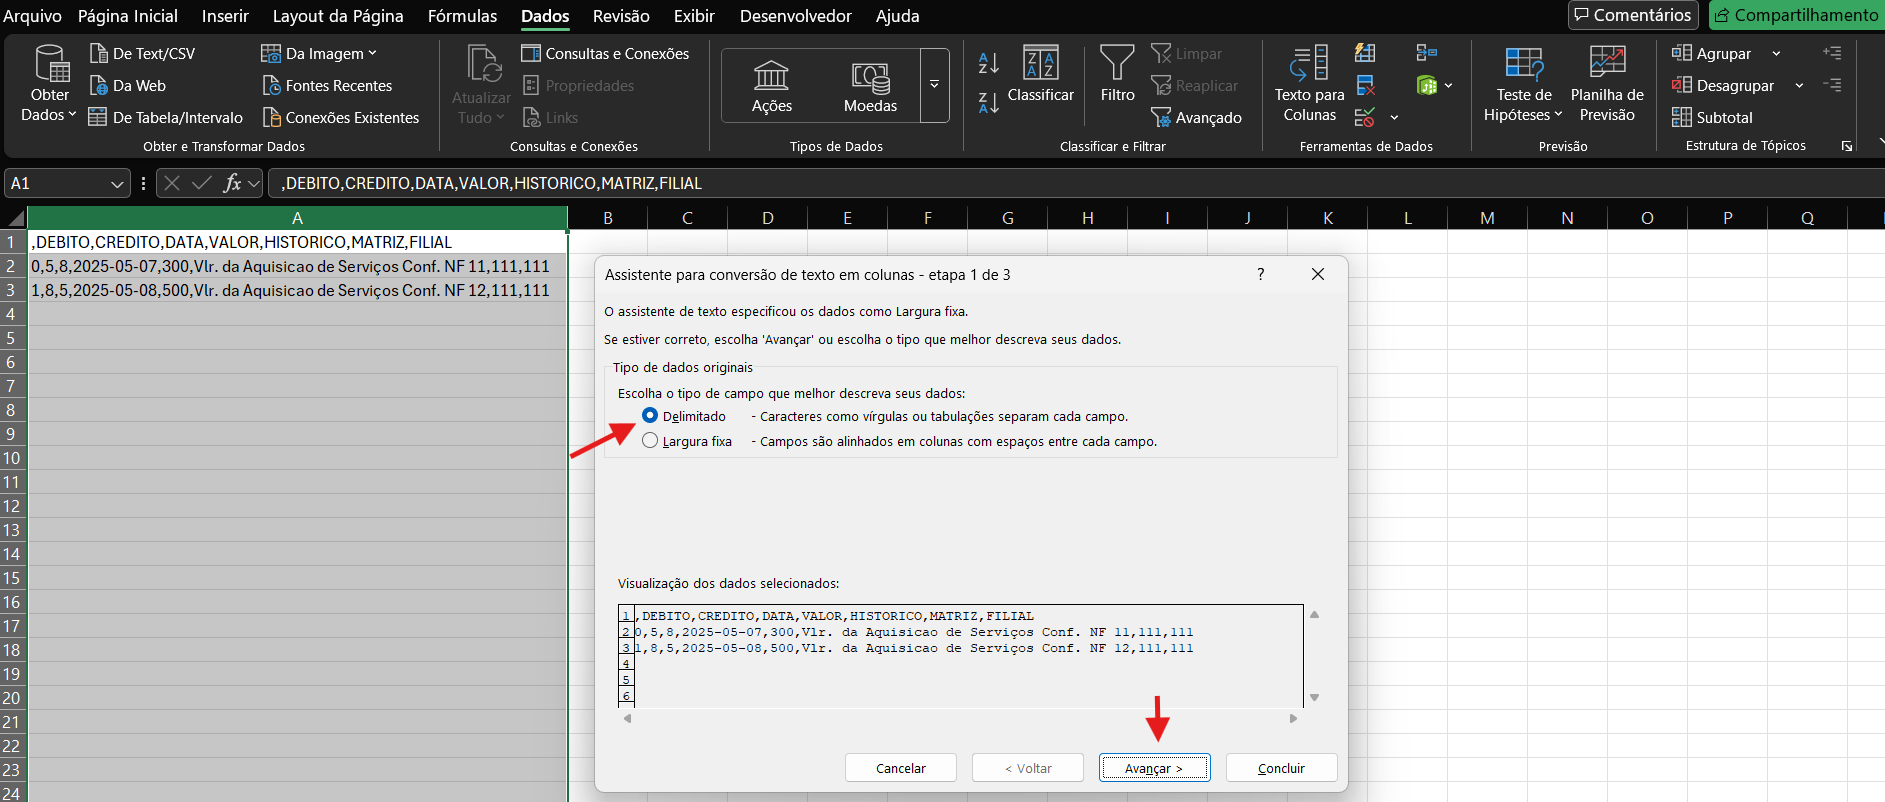 Arquivo Página Inicial Inserir Layout da Página Fórmulas Dados Revisão Exibir Desenvolvedor Ajuda
Comentários Compartilhamento
Obter Dados
De Text/CSV
Da Web
De Tabela/Intervalo
Da Imagem
Fontes Recentes
Conexões Existentes
Obter e Transformar Dados
Atualizar Tudo
Consultas e Conexões
Propriedades
Links
Consultas e Conexões
Ações
Moedas
Tipos de Dados
Classificar
Filtro
Limpar
Reaplicar
Avançado
Classificar e Filtrar
Texto para Colunas
Ferramentas de Dados
Teste de Hipóteses
Planilha de Previsão
Previsão
Agrupar
Desagrupar
Subtotal
Estrutura de Tópicos
A1
fx
,DEBITO,CREDITO,DATA,VALOR,HISTORICO,MATRIZ,FILIAL
A B C D E F G H I J K L M N O P Q
1 ,DEBITO,CREDITO,DATA,VALOR,HISTORICO,MATRIZ,FILIAL
2 0,5,8,2025-05-07,300,Vlr. da Aquisicao de Serviços Conf. NF 11,111,111
3 1,8,5,2025-05-08,500,Vlr. da Aquisicao de Serviços Conf. NF 12,111,111
4
5
6
7
8
9
10
11
12
13
14
15
16
17
18
19
20
21
22
23
24
Assistente para conversão de texto em colunas - etapa 1 de 3
?
O assistente de texto especificou os dados como Largura fixa.
Se estiver correto, escolha 'Avançar' ou escolha o tipo que melhor descreva seus dados.
Tipo de dados originais
Escolha o tipo de campo que melhor descreva seus dados:
Delimitado - Caracteres como vírgulas ou tabulações separam cada campo.
Largura fixa - Campos são alinhados em colunas com espaços entre cada campo.
Visualização dos dados selecionados:
1 ,DEBITO,CREDITO,DATA,VALOR,HISTORICO,MATRIZ,FILIAL
2 0,5,8,2025-05-07,300,Vlr. da Aquisicao de Serviços Conf. NF 11,111,111
3 1,8,5,2025-05-08,500,Vlr. da Aquisicao de Serviços Conf. NF 12,111,111
4
5
6
Cancelar < Voltar Avançar > Concluir